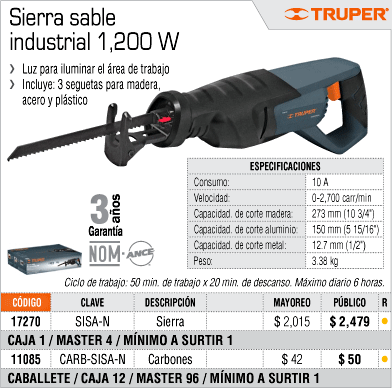 Sierra sable
industrial 1,200 W
TRUPER®
Luz para iluminar el área de trabajo
Incluye: 3 seguetas para madera,
acero y plástico
TRUPER
3 años
Garantía
NOM-ANCE
ESPECIFICACIONES
Consumo: 10 A
Velocidad: 0-2,700 carr/min
Capacidad. de corte madera: 273 mm (10 3/4")
Capacidad. de corte aluminio: 150 mm (5 15/16")
Capacidad. de corte metal: 12.7 mm (1/2")
Peso: 3.38 kg
Ciclo de trabajo: 50 min. de trabajo x 20 min. de descanso. Máximo diario 6 horas.
CÓDIGO CLAVE DESCRIPCIÓN MAYOREO PÚBLICO R
17270 SISA-N Sierra $ 2,015 $ 2,479
CAJA 1 / MASTER 4 / MÍNIMO A SURTIR 1
11085 CARB-SISA-N Carbones $ 42 $ 50
CABALLETE / CAJA 12 / MASTER 96 / MÍNIMO A SURTIR 1